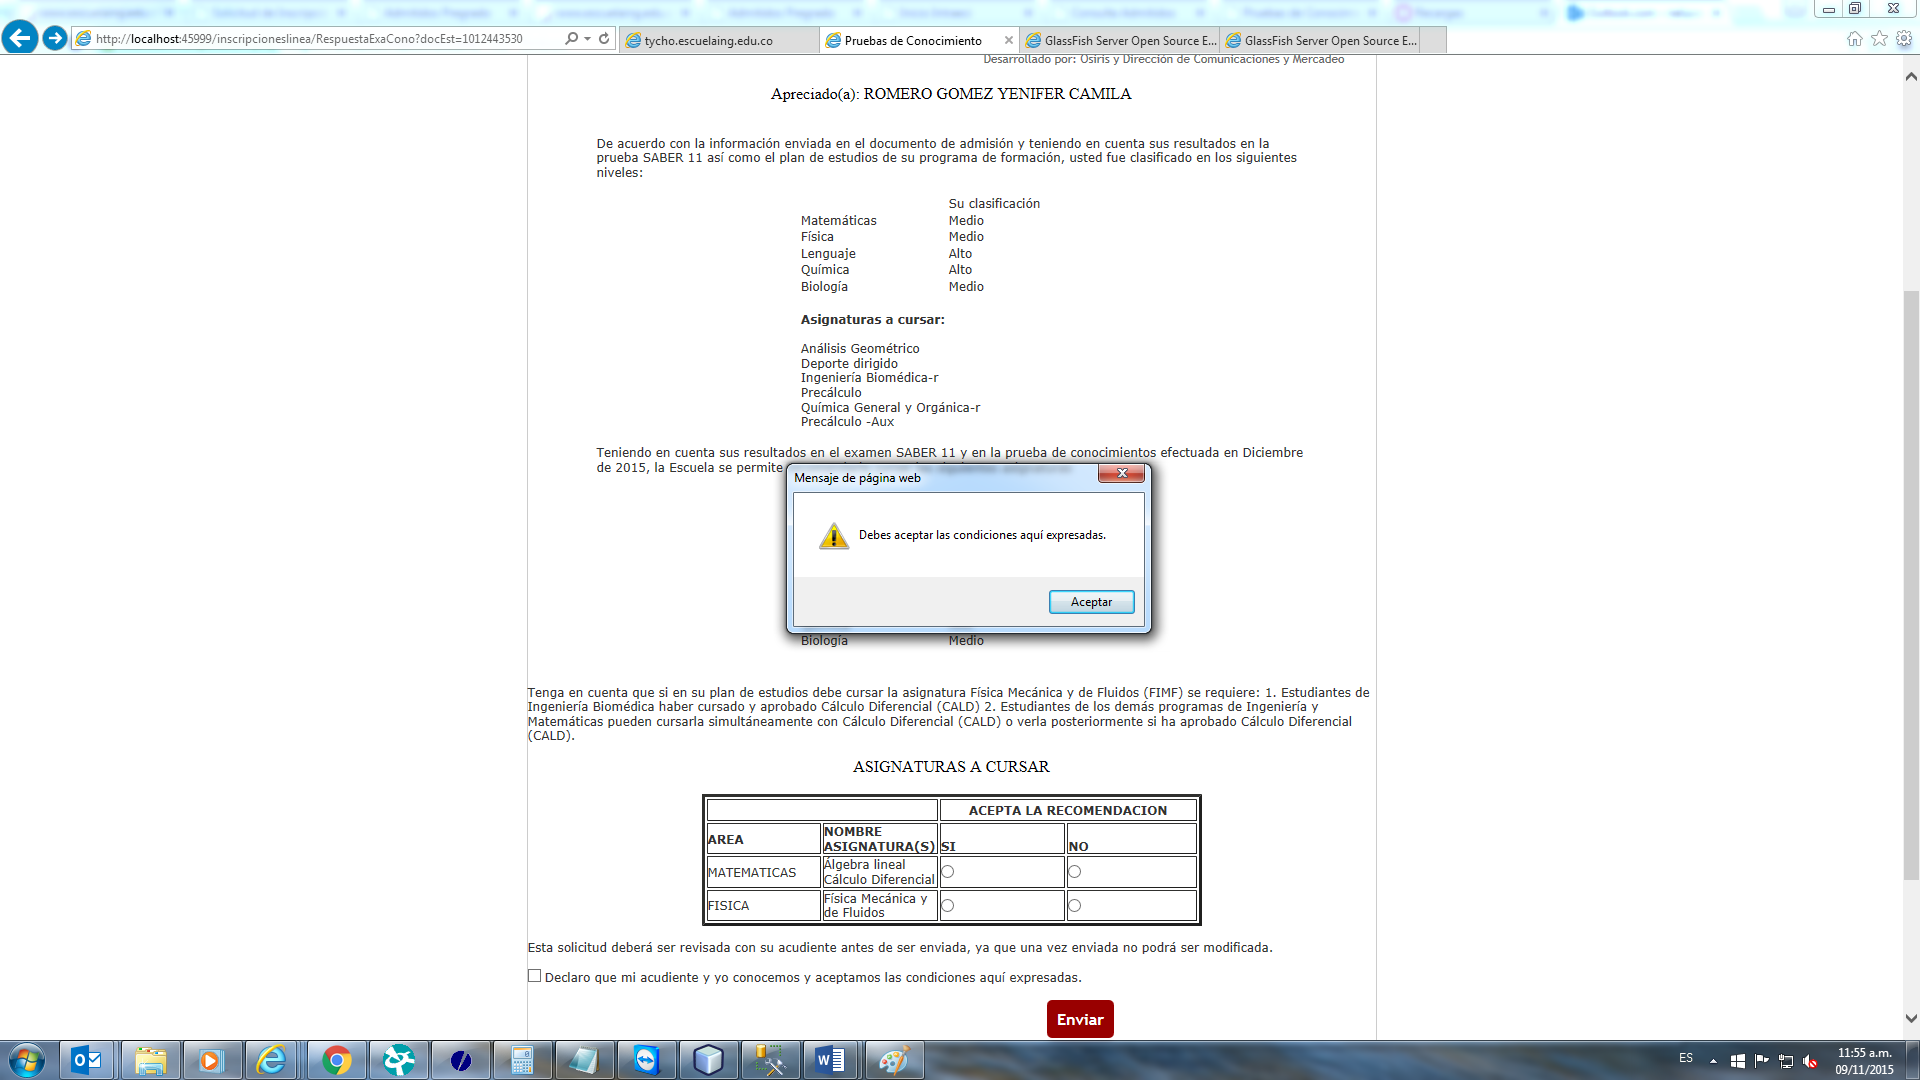 http://localhost:45999/inscripcioneslinea/RespuestaExaCono?docEst=1012443530
tycho.escuelaing.edu.co
Pruebas de Conocimiento
GlassFish Server Open Source E...
GlassFish Server Open Source E...
Desarrollado por: Osiris y Dirección de Comunicaciones y Mercadeo
Apreciado(a): ROMERO GOMEZ YENIFER CAMILA
De acuerdo con la información enviada en el documento de admisión y teniendo en cuenta sus resultados en la
prueba SABER 11 así como el plan de estudios de su programa de formación, usted fue clasificado en los siguientes
niveles:
Su clasificación
Matemáticas Medio
Física Medio
Lenguaje Alto
Química Alto
Biología Medio
Asignaturas a cursar:
Análisis Geométrico
Deporte dirigido
Ingeniería Biomédica-r
Precálculo
Química General y Orgánica-r
Precálculo -Aux
Teniendo en cuenta sus resultados en el examen SABER 11 y en la prueba de conocimientos efectuada en Diciembre
de 2015, la Escuela se permite
Mensaje de página web
Debes aceptar las condiciones aquí expresadas.
Aceptar
Biología Medio
Tenga en cuenta que si en su plan de estudios debe cursar la asignatura Física Mecánica y de Fluidos (FIMF) se requiere: 1. Estudiantes de
Ingeniería Biomédica haber cursado y aprobado Cálculo Diferencial (CALD) 2. Estudiantes de los demás programas de Ingeniería y
Matemáticas pueden cursarla simultáneamente con Cálculo Diferencial (CALD) o verla posteriormente si ha aprobado Cálculo Diferencial
(CALD).
ASIGNATURAS A CURSAR
ACEPTA LA RECOMENDACION
AREA NOMBRE ASIGNATURA(S) SI NO
MATEMATICAS Álgebra lineal Cálculo Diferencial
FISICA Física Mecánica y de Fluidos
Esta solicitud deberá ser revisada con su acudiente antes de ser enviada, ya que una vez enviada no podrá ser modificada.
Declaro que mi acudiente y yo conocemos y aceptamos las condiciones aquí expresadas.
Enviar
ES
11:55 a.m.
09/11/2015